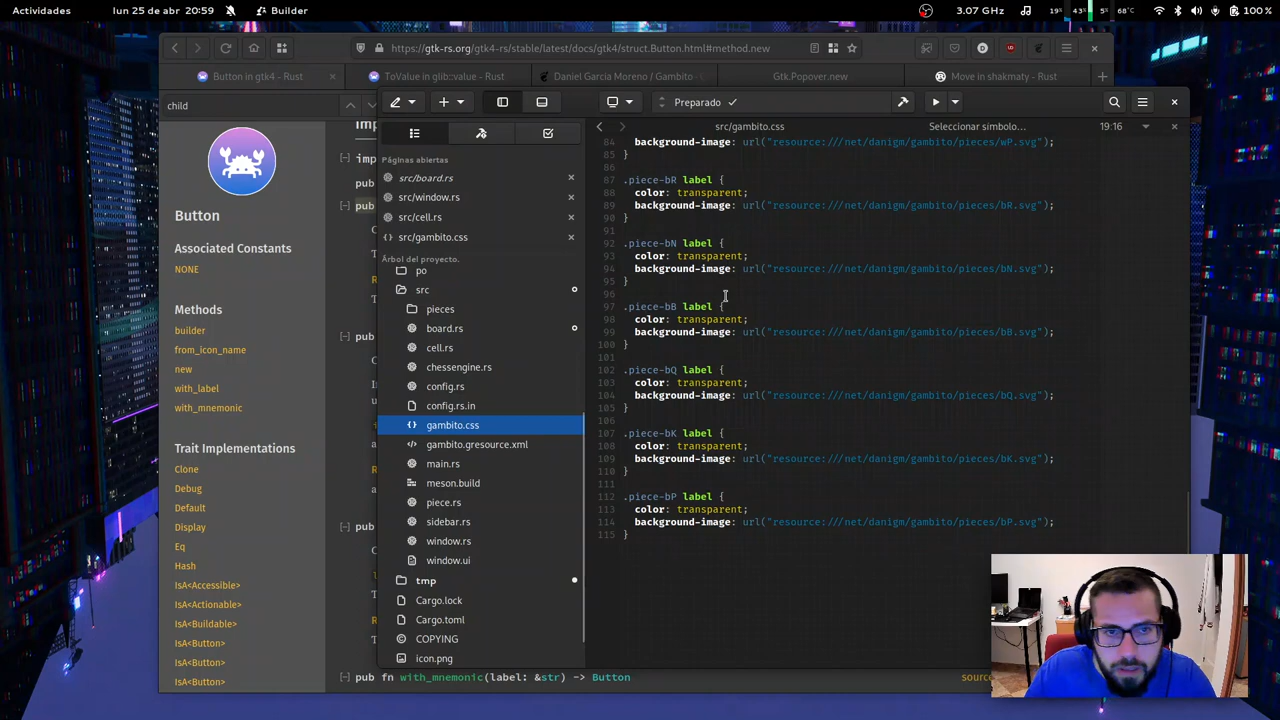 Actividades
lun 25 de abr 20:59
Builder
3.07 GHz
19%
43%
5%
68°C
100 %
https://gtk-rs.org/gtk4-rs/stable/latest/docs/gtk4/struct.Button.html#method.new
Button in gtk4 - Rust
ToValue in glib::value - Rust
Daniel García Moreno / Gambito ·
Gtk.Popover.new
Move in shakmaty - Rust
child
Button
Associated Constants
NONE
Methods
builder
from_icon_name
new
with_label
with_mnemonic
Trait Implementations
Clone
Debug
Default
Display
Eq
Hash
IsA<Accessible>
IsA<Actionable>
IsA<Buildable>
IsA<Button>
IsA<Button>
IsA<Button>
[-] imp
pub
[-] pub
[-] pub
[-] pub
[-] pub fn with_mnemonic(label: &str) -> Button
Preparado
Páginas abiertas
src/board.rs
src/window.rs
src/cell.rs
src/gambito.css
Árbol del proyecto.
po
src
pieces
board.rs
cell.rs
chessengine.rs
config.rs
config.rs.in
gambito.css
gambito.gresource.xml
main.rs
meson.build
piece.rs
sidebar.rs
window.rs
window.ui
tmp
Cargo.lock
Cargo.toml
COPYING
icon.png
src/gambito.css
Seleccionar símbolo…
19:16
84 background-image: url("resource:///net/danigm/gambito/pieces/wP.svg");
85 }
86
87 .piece-bR label {
88 color: transparent;
89 background-image: url("resource:///net/danigm/gambito/pieces/bR.svg");
90 }
91
92 .piece-bN label {
93 color: transparent;
94 background-image: url("resource:///net/danigm/gambito/pieces/bN.svg");
95 }
96
97 .piece-bB label {
98 color: transparent;
99 background-image: url("resource:///net/danigm/gambito/pieces/bB.svg");
100 }
101
102 .piece-bQ label {
103 color: transparent;
104 background-image: url("resource:///net/danigm/gambito/pieces/bQ.svg");
105 }
106
107 .piece-bK label {
108 color: transparent;
109 background-image: url("resource:///net/danigm/gambito/pieces/bK.svg");
110 }
111
112 .piece-bP label {
113 color: transparent;
114 background-image: url("resource:///net/danigm/gambito/pieces/bP.svg");
115 }